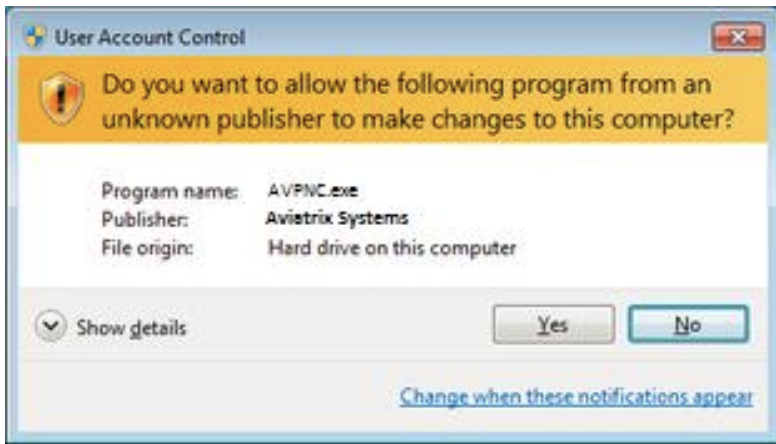 User Account Control
Do you want to allow the following program from an
unknown publisher to make changes to this computer?
Program name: AVPNC.exe
Publisher: Aviatrix Systems
File origin: Hard drive on this computer
Show details
Yes No
Change when these notifications appear